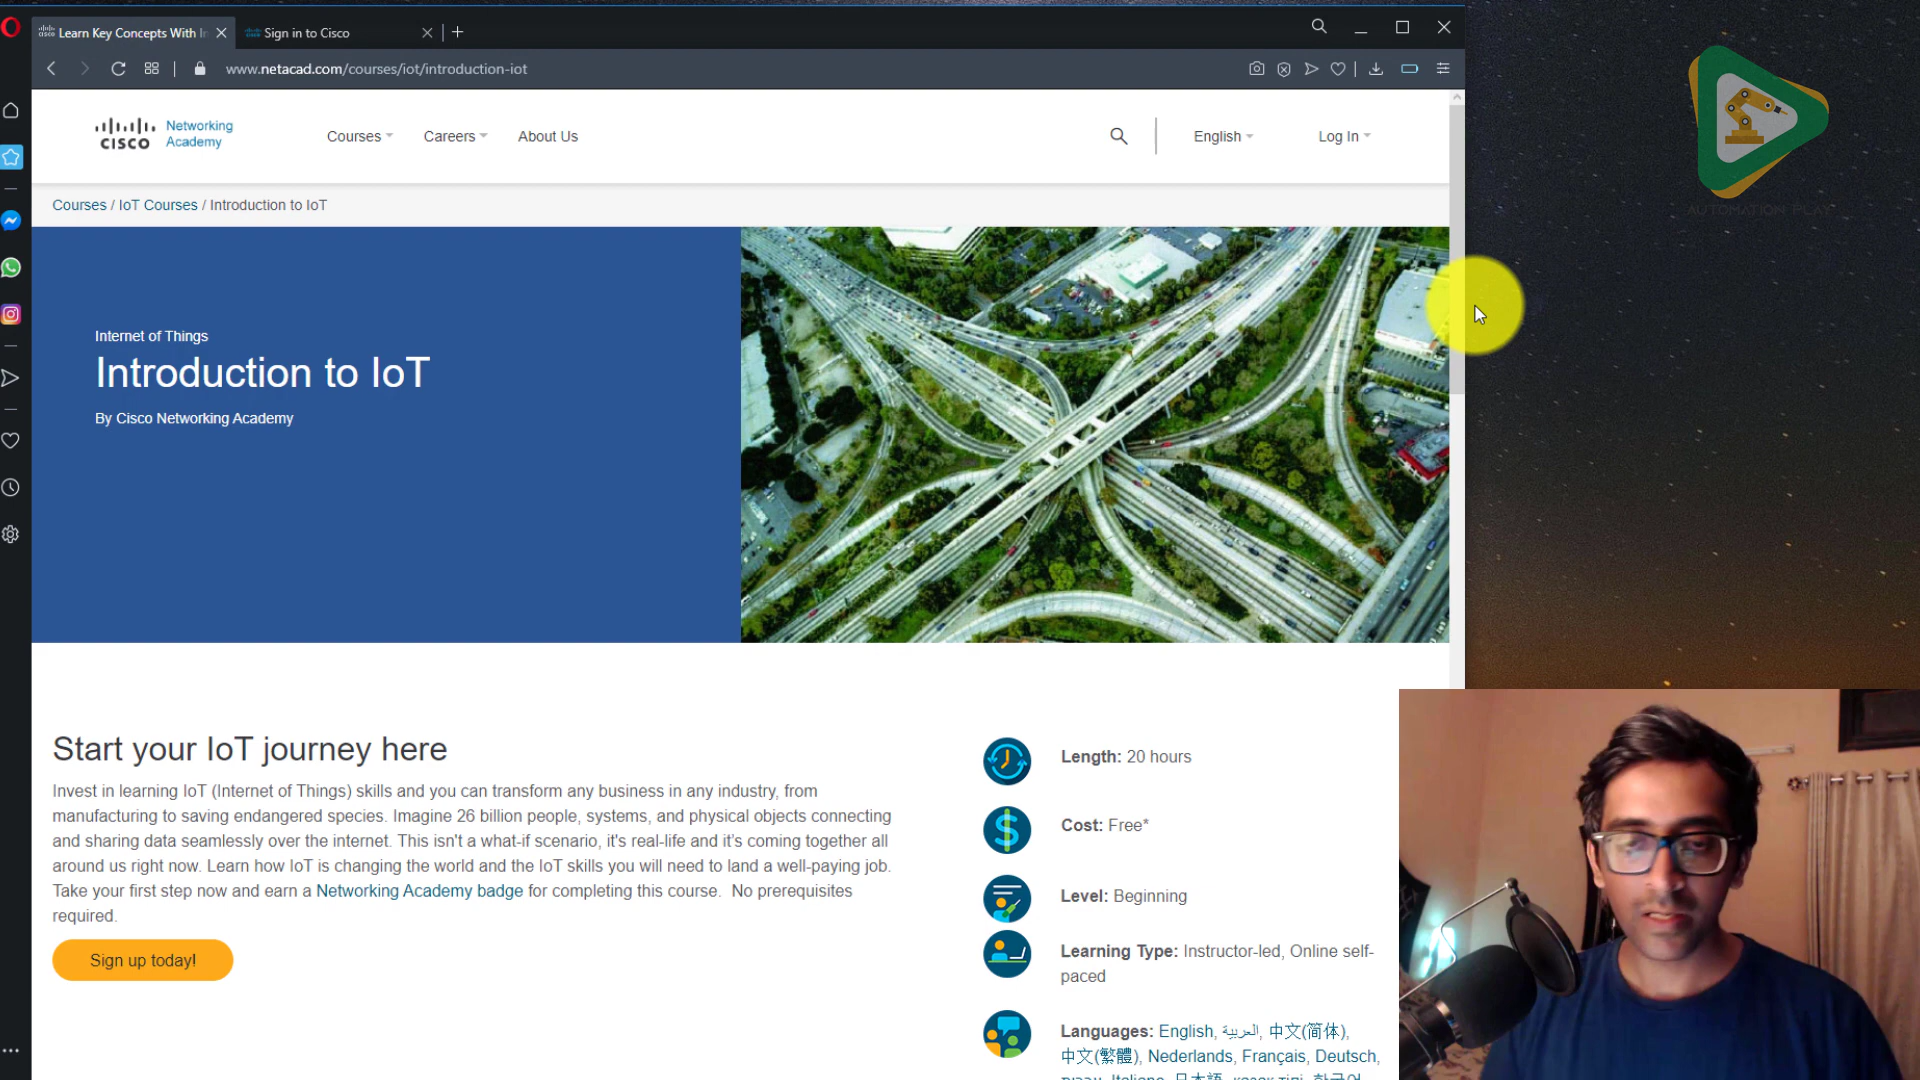 Learn Key Concepts With In
Sign in to Cisco
www.netacad.com/courses/iot/introduction-iot
cisco
Networking
Academy
Courses
Careers
About Us
English
Log In
Courses / IoT Courses / Introduction to IoT
AUTOMATION PLAY
Internet of Things
Introduction to IoT
By Cisco Networking Academy
Start your IoT journey here
Invest in learning IoT (Internet of Things) skills and you can transform any business in any industry, from
manufacturing to saving endangered species. Imagine 26 billion people, systems, and physical objects connecting
and sharing data seamlessly over the internet. This isn't a what-if scenario, it's real-life and it's coming together all
around us right now. Learn how IoT is changing the world and the IoT skills you will need to land a well-paying job.
Take your first step now and earn a Networking Academy badge for completing this course. No prerequisites
required.
Sign up today!
Length: 20 hours
Cost: Free*
Level: Beginning
Learning Type: Instructor-led, Online self-
paced
Languages: English, العربية, 中文(简体),
中文(繁體), Nederlands, Français, Deutsch,